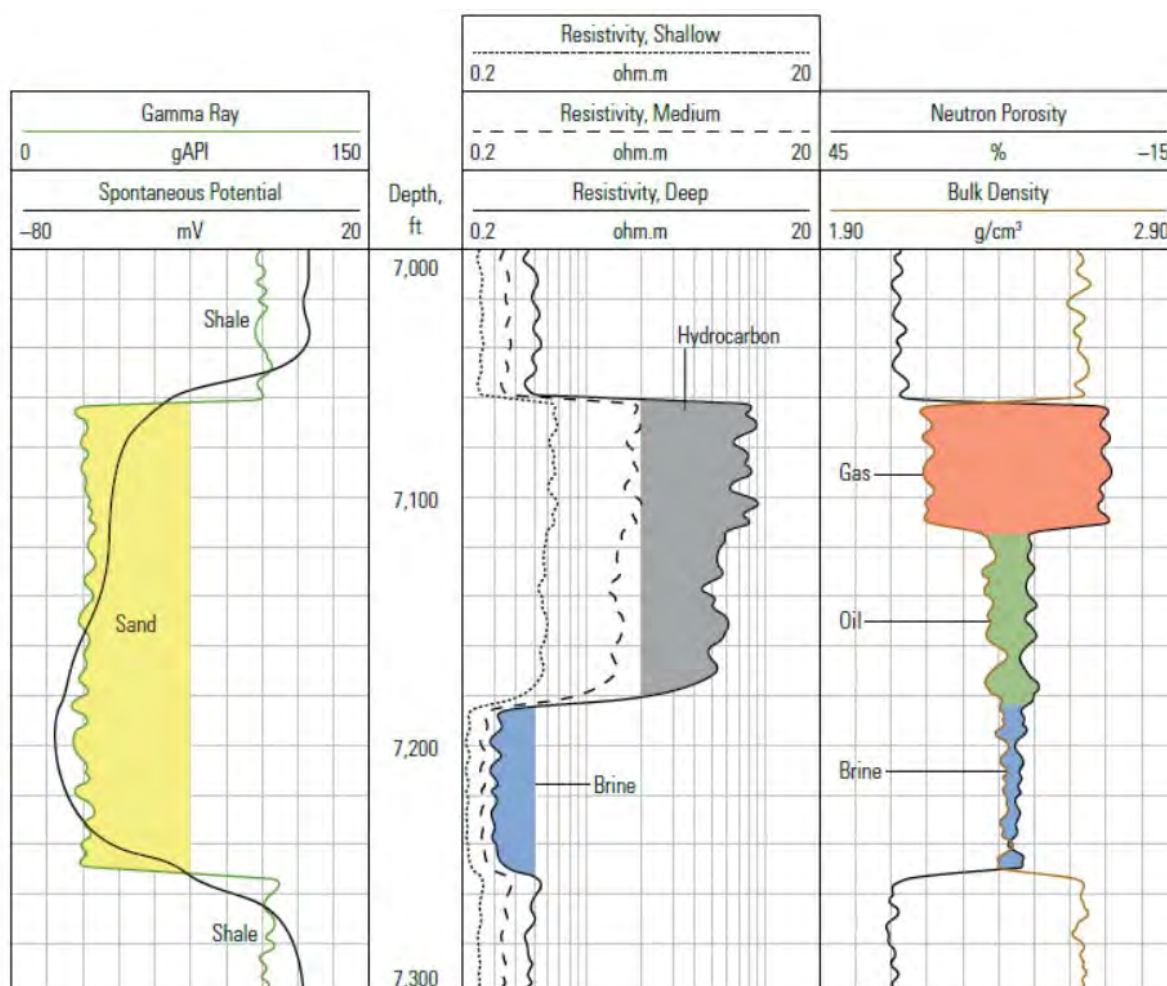 Resistivity, Shallow
0.2 ohm.m 20
Gamma Ray
0 gAPI 150
Resistivity, Medium
0.2 ohm.m 20
Neutron Porosity
45 % –15
Spontaneous Potential
–80 mV 20
Depth,
ft
Resistivity, Deep
0.2 ohm.m 20
Bulk Density
1.90 g/cm³ 2.90
7,000
Shale
Hydrocarbon
Gas
7,100
Sand
Oil
7,200
Brine
Brine
Shale
7,300